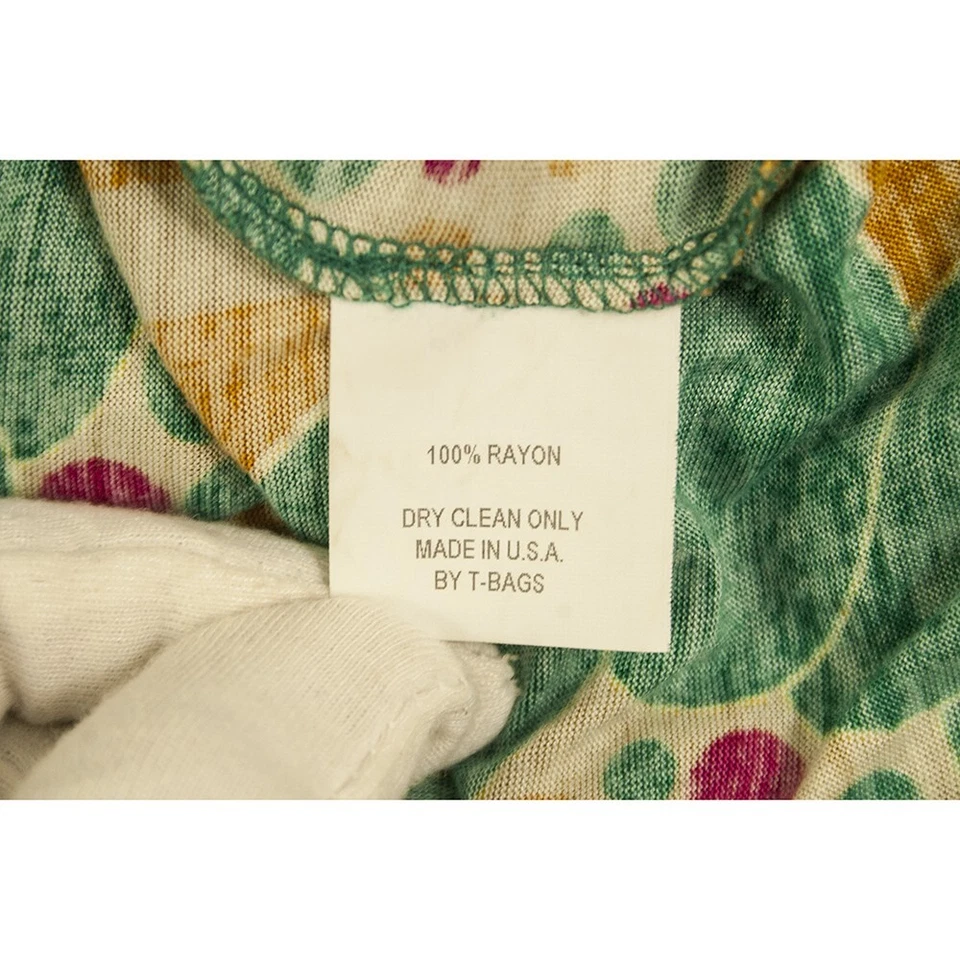 100% RAYON
DRY CLEAN ONLY
MADE IN U.S.A.
BY T-BAGS